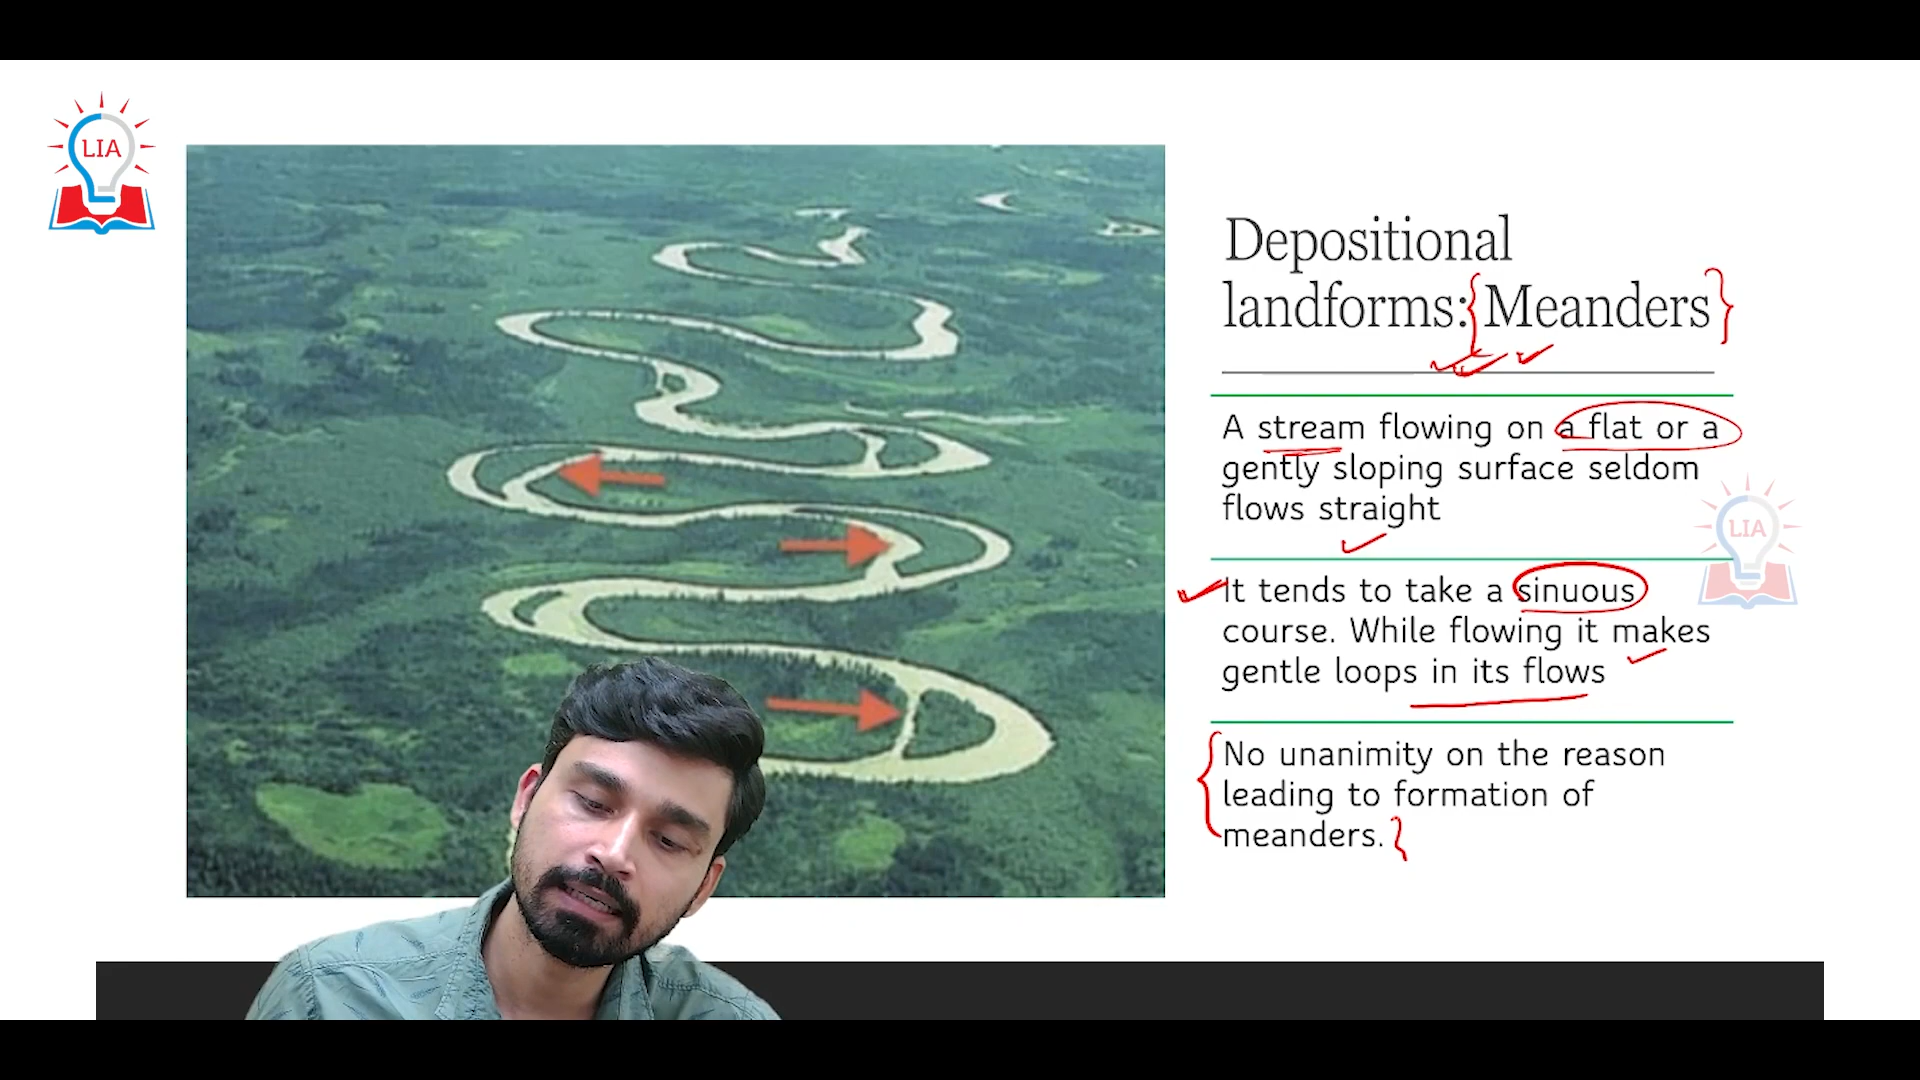 LIA
Depositional
landforms: Meanders
A stream flowing on a flat or a
gently sloping surface seldom
flows straight
LIA
It tends to take a sinuous
course. While flowing it makes
gentle loops in its flows
No unanimity on the reason
leading to formation of
meanders.